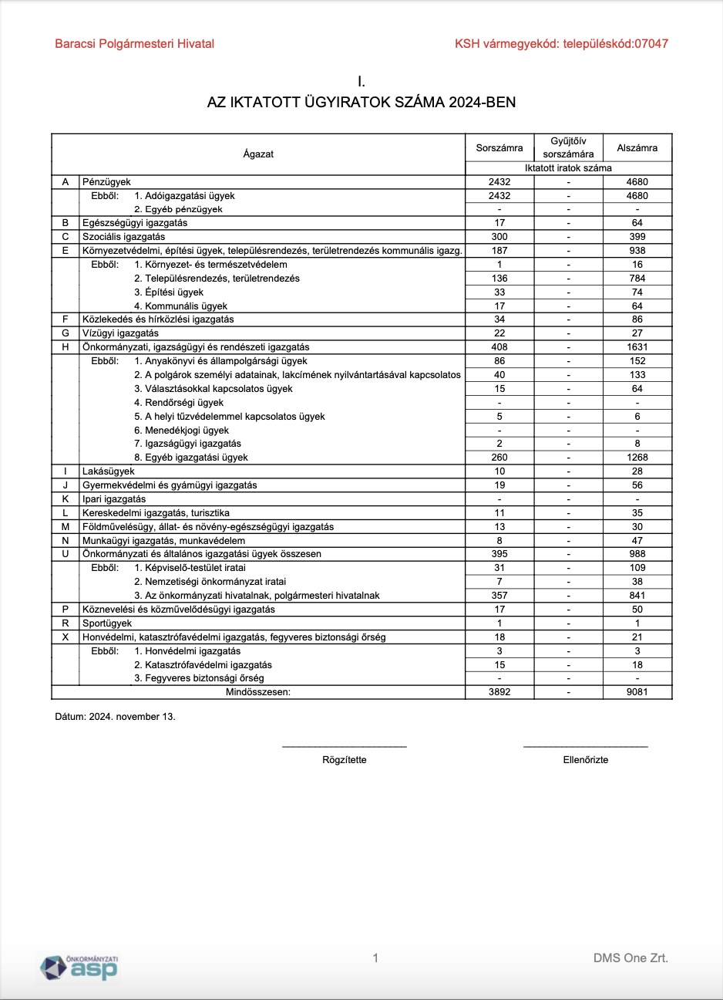 Baracsi Polgármesteri Hivatal KSH vármegyekód: településkód:07047
I.
AZ IKTATOTT ÜGYIRATOK SZÁMA 2024-BEN
Ágazat Sorszámra Gyűjtőív sorszámára Alszámra
Iktatott iratok száma
A Pénzügyek 2432 - 4680
Ebből: 1. Adóigazgatási ügyek 2432 - 4680
2. Egyéb pénzügyek - - -
B Egészségügyi igazgatás 17 - 64
C Szociális igazgatás 300 - 399
E Környezetvédelmi, építési ügyek, településrendezés, területrendezés kommunális igazg. 187 - 938
Ebből: 1. Környezet- és természetvédelem 1 - 16
2. Településrendezés, területrendezés 136 - 784
3. Építési ügyek 33 - 74
4. Kommunális ügyek 17 - 64
F Közlekedés és hírközlési igazgatás 34 - 86
G Vízügyi igazgatás 22 - 27
H Önkormányzati, igazságügyi és rendészeti igazgatás 408 - 1631
Ebből: 1. Anyakönyvi és állampolgársági ügyek 86 - 152
2. A polgárok személyi adatainak, lakcímének nyilvántartásával kapcsolatos 40 - 133
3. Választásokkal kapcsolatos ügyek 15 - 64
4. Rendőrségi ügyek - - -
5. A helyi tűzvédelemmel kapcsolatos ügyek 5 - 6
6. Menedékjogi ügyek - - -
7. Igazságügyi igazgatás 2 - 8
8. Egyéb igazgatási ügyek 260 - 1268
I Lakásügyek 10 - 28
J Gyermekvédelmi és gyámügyi igazgatás 19 - 56
K Ipari igazgatás - - -
L Kereskedelmi igazgatás, turisztika 11 - 35
M Földművelésügy, állat- és növény-egészségügyi igazgatás 13 - 30
N Munkaügyi igazgatás, munkavédelem 8 - 47
U Önkormányzati és általános igazgatási ügyek összesen 395 - 988
Ebből: 1. Képviselő-testület iratai 31 - 109
2. Nemzetiségi önkormányzat iratai 7 - 38
3. Az önkormányzati hivatalnak, polgármesteri hivatalnak 357 - 841
P Köznevelési és közművelődésügyi igazgatás 17 - 50
R Sportügyek 1 - 1
X Honvédelmi, katasztrófavédelmi igazgatás, fegyveres biztonsági őrség 18 - 21
Ebből: 1. Honvédelmi igazgatás 3 - 3
2. Katasztrófavédelmi igazgatás 15 - 18
3. Fegyveres biztonsági őrség - - -
Mindösszesen: 3892 - 9081
Dátum: 2024. november 13.
Rögzítette Ellenőrizte
ÖNKORMÁNYZATI
asp 1 DMS One Zrt.